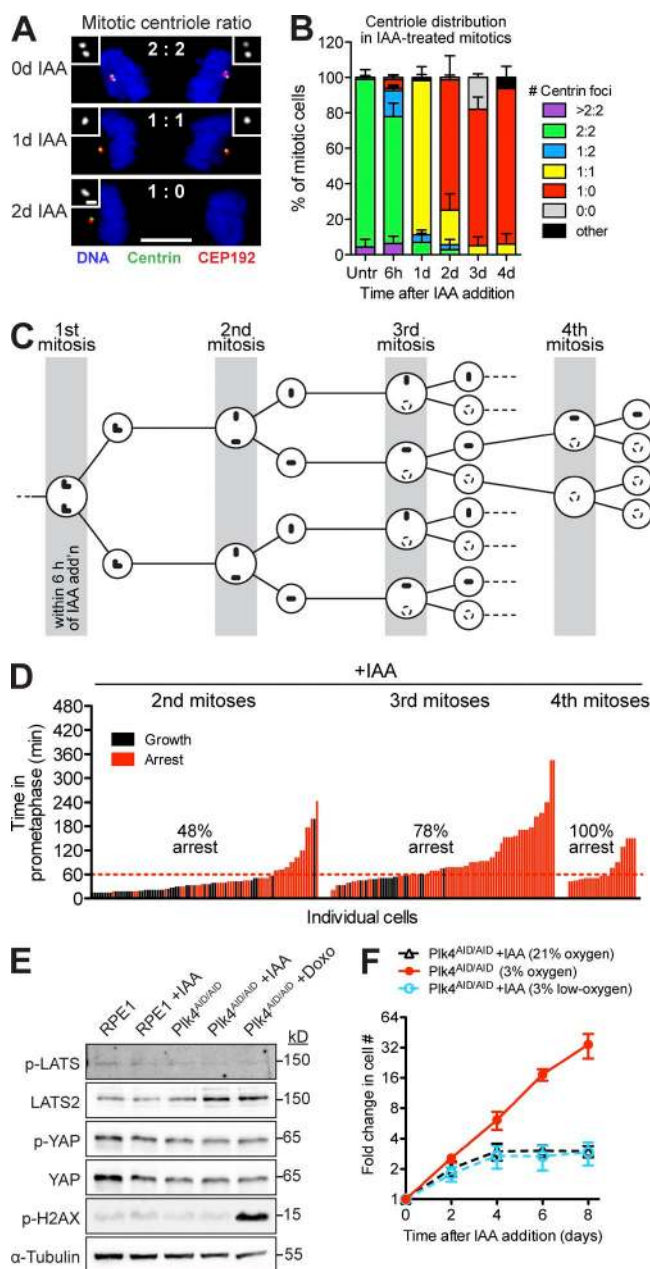 A
Mitotic centriole ratio
0d IAA
2 : 2
1d IAA
1 : 1
2d IAA
1 : 0
DNA Centrin CEP192
B
Centriole distribution
in IAA-treated mitotics
% of mitotic cells
100
80
60
40
20
0
Untr 6h 1d 2d 3d 4d
Time after IAA addition
# Centrin foci
>2:2
2:2
1:2
1:1
1:0
0:0
other
C
1st mitosis
2nd mitosis
3rd mitosis
4th mitosis
within 6 h
of IAA add'n
D
+IAA
2nd mitoses 3rd mitoses 4th mitoses
Time in
prometaphase (min)
480
420
360
300
240
180
120
60
0
Growth
Arrest
48%
arrest
78%
arrest
100%
arrest
Individual cells
E
RPE1
RPE1 +IAA
Plk4AID/AID
Plk4AID/AID +IAA
Plk4AID/AID +Doxo
kD
p-LATS 150
LATS2 150
p-YAP 65
YAP 65
p-H2AX 15
α-Tubulin 55
F
Plk4AID/AID +IAA (21% oxygen)
Plk4AID/AID (3% oxygen)
Plk4AID/AID +IAA (3% low-oxygen)
Fold change in cell #
64
32
16
8
4
2
1
0 2 4 6 8
Time after IAA addition (days)